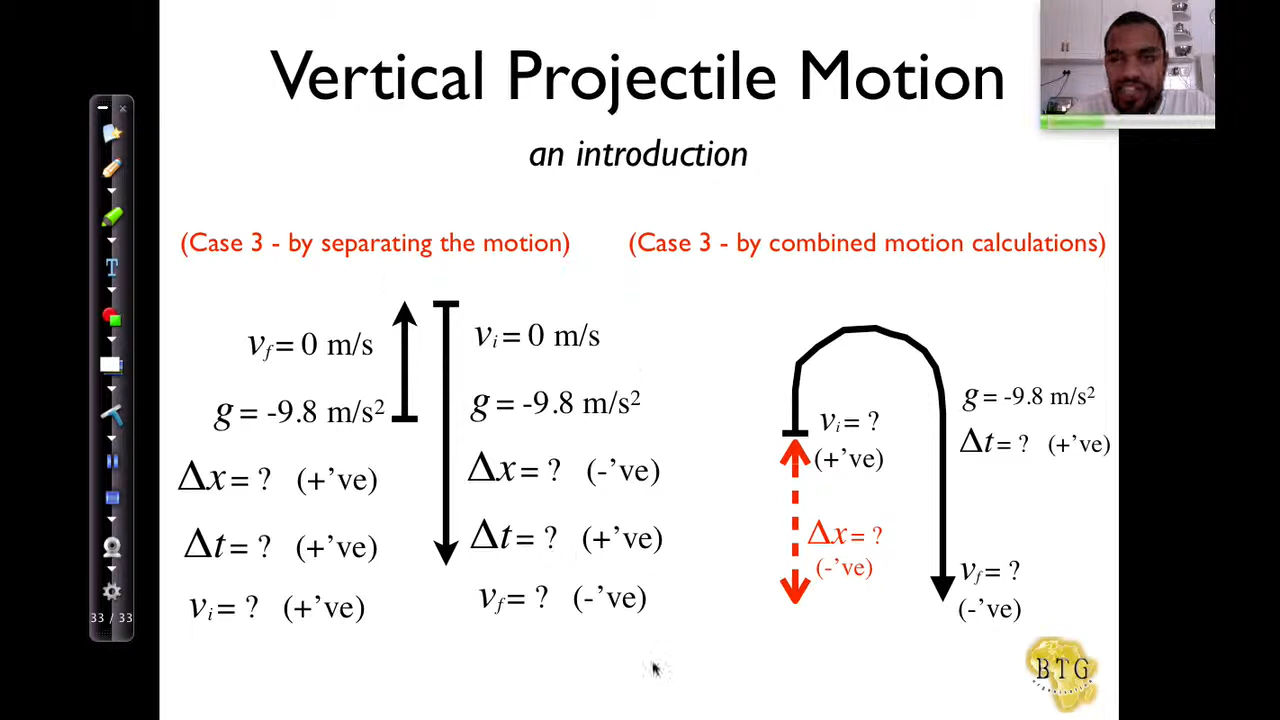 Vertical Projectile Motion
an introduction
(Case 3 - by separating the motion)
(Case 3 - by combined motion calculations)
vf = 0 m/s
g = -9.8 m/s²
Δx = ? (+'ve)
Δt = ? (+'ve)
vi = ? (+'ve)
vi = 0 m/s
g = -9.8 m/s²
Δx = ? (-'ve)
Δt = ? (+'ve)
vf = ? (-'ve)
vi = ?
(+'ve)
Δx = ?
(-'ve)
g = -9.8 m/s²
Δt = ? (+'ve)
vf = ?
(-'ve)
33 / 33
T
BTG